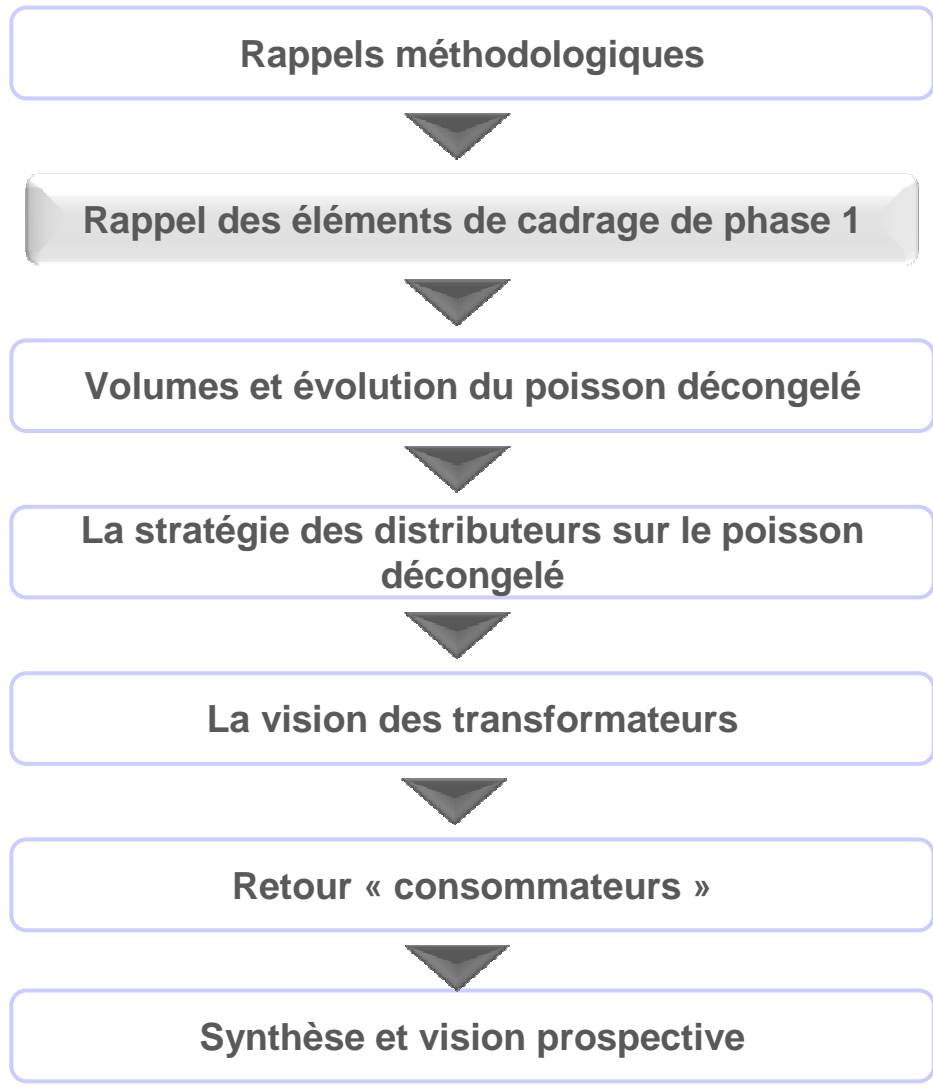 Rappels méthodologiques
Rappel des éléments de cadrage de phase 1
Volumes et évolution du poisson décongelé
La stratégie des distributeurs sur le poisson
décongelé
La vision des transformateurs
Retour « consommateurs »
Synthèse et vision prospective